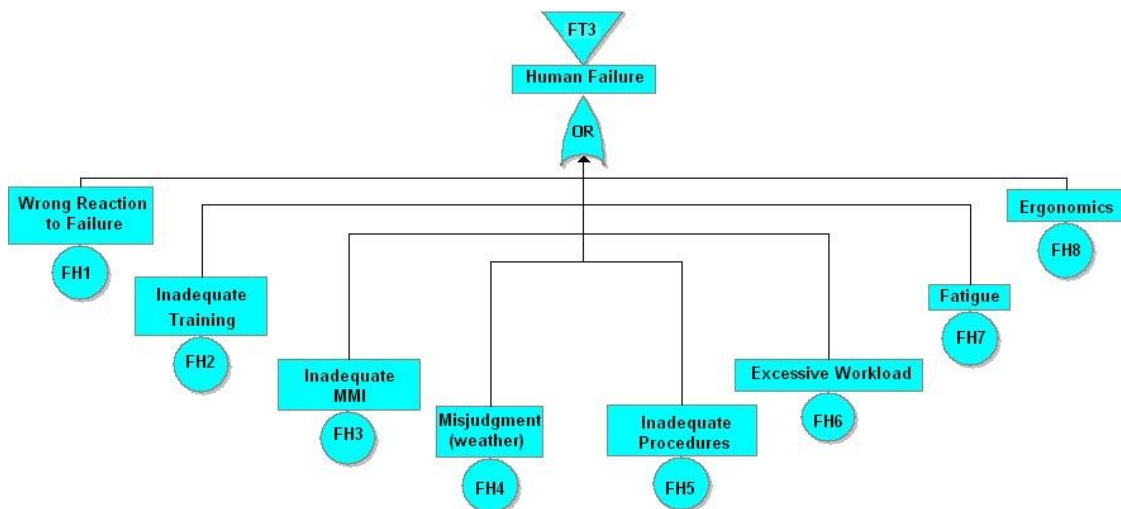 FT3
Human Failure
OR
Wrong Reaction
to Failure
FH1
Inadequate
Training
FH2
Inadequate
MMI
FH3
Misjudgment
(weather)
FH4
Inadequate
Procedures
FH5
Excessive Workload
FH6
Fatigue
FH7
Ergonomics
FH8